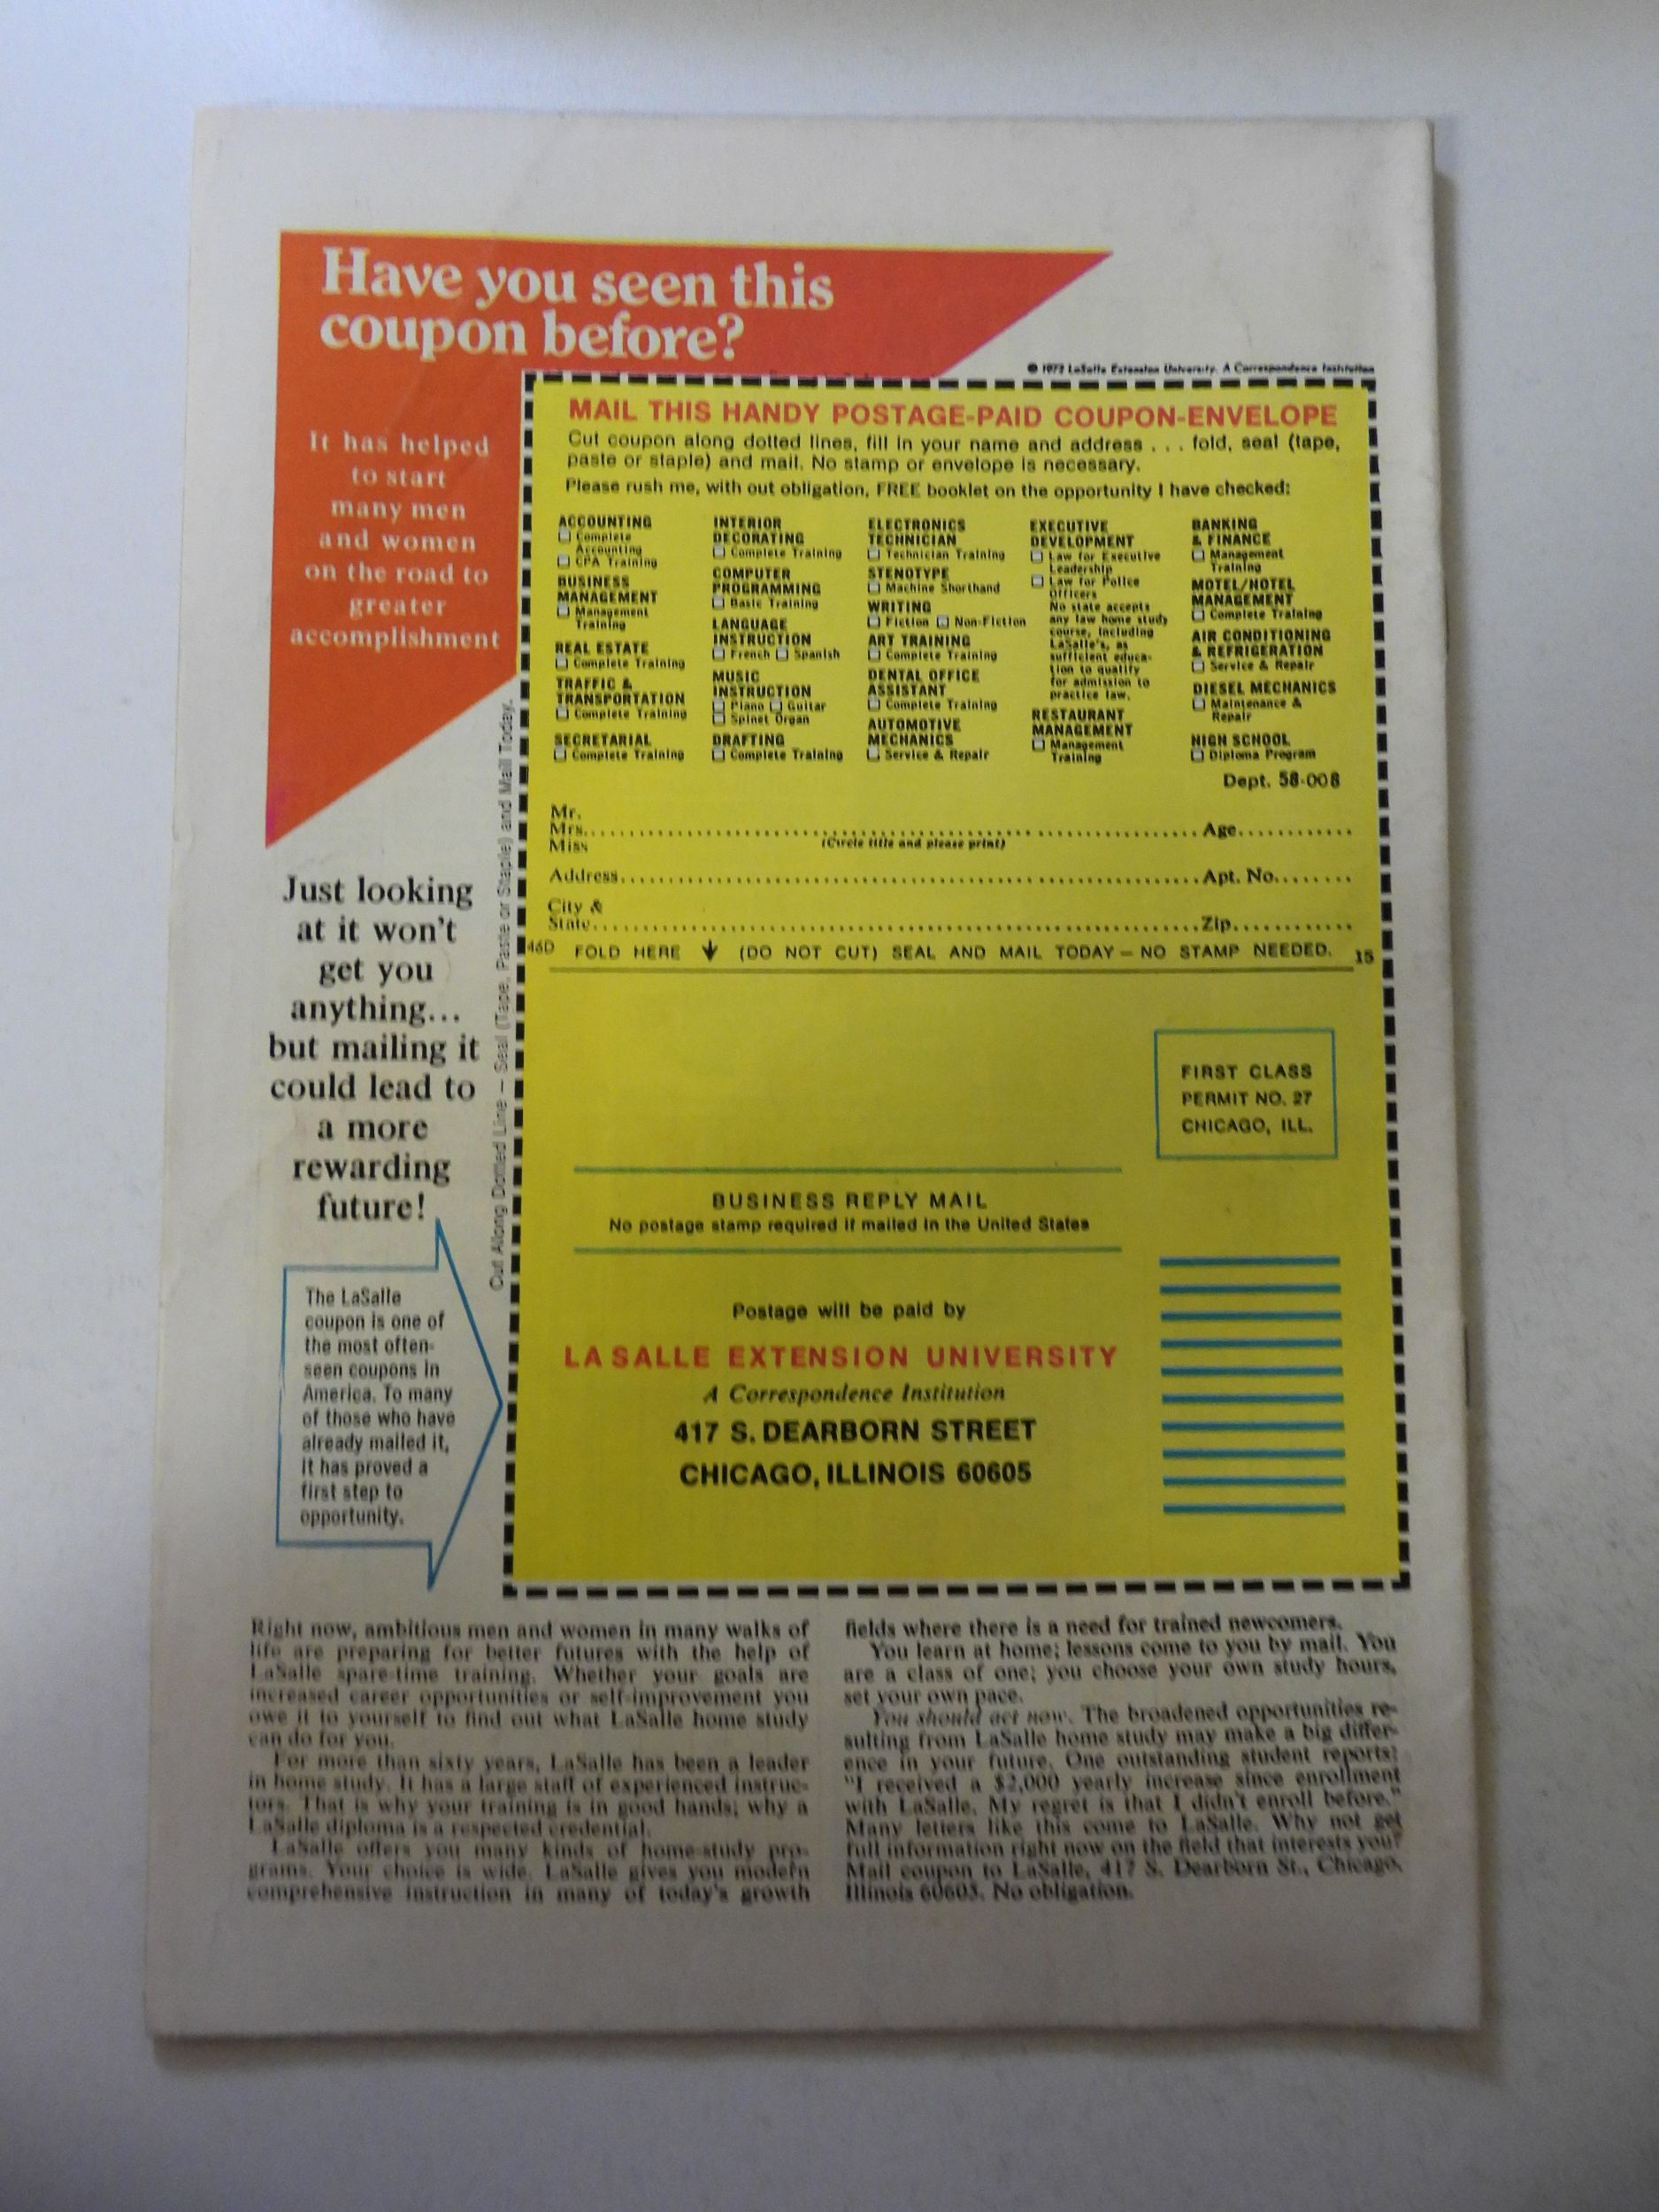 Have you seen this
coupon before?
It has helped
to start
many men
and women
on the road to
greater
accomplishment
© 1972 LaSalle Extension University. A Correspondence Institution
MAIL THIS HANDY POSTAGE-PAID COUPON-ENVELOPE
Cut coupon along dotted lines, fill in your name and address . . . fold, seal (tape,
paste or staple) and mail. No stamp or envelope is necessary.
Please rush me, with out obligation, FREE booklet on the opportunity I have checked:
ACCOUNTING
Complete
Accounting
CPA Training
BUSINESS
MANAGEMENT
Management
Training
REAL ESTATE
Complete Training
TRAFFIC &
TRANSPORTATION
Complete Training
SECRETARIAL
Complete Training
INTERIOR
DECORATING
Complete Training
COMPUTER
PROGRAMMING
Basic Training
LANGUAGE
INSTRUCTION
French Spanish
MUSIC
INSTRUCTION
Piano Guitar
Spinet Organ
DRAFTING
Complete Training
ELECTRONICS
TECHNICIAN
Technician Training
STENOTYPE
Machine Shorthand
WRITING
Fiction Non-Fiction
ART TRAINING
Complete Training
DENTAL OFFICE
ASSISTANT
Complete Training
AUTOMOTIVE
MECHANICS
Service & Repair
EXECUTIVE
DEVELOPMENT
Law for Executive
Leadership
Law for Police
Officers
No state accepts
any law home study
course, including
LaSalle's, as
sufficient educa-
tion to qualify
for admission to
practice law.
RESTAURANT
MANAGEMENT
Management
Training
BANKING
& FINANCE
Management
Training
MOTEL/HOTEL
MANAGEMENT
Complete Training
AIR CONDITIONING
& REFRIGERATION
Service & Repair
DIESEL MECHANICS
Maintenance &
Repair
HIGH SCHOOL
Diploma Program
Dept. 58-008
Mr.
Mrs. Age
Miss (Circle title and please print)
Address Apt. No.
City &
State Zip
46D FOLD HERE ↓ (DO NOT CUT) SEAL AND MAIL TODAY — NO STAMP NEEDED. 15
Cut Along Dotted Line — Seal (Tape, Paste or Staple) and Mail Today.
FIRST CLASS
PERMIT NO. 27
CHICAGO, ILL.
BUSINESS REPLY MAIL
No postage stamp required if mailed in the United States
Postage will be paid by
LA SALLE EXTENSION UNIVERSITY
A Correspondence Institution
417 S. DEARBORN STREET
CHICAGO, ILLINOIS 60605
Just looking
at it won't
get you
anything...
but mailing it
could lead to
a more
rewarding
future!
The LaSalle
coupon is one of
the most often-
seen coupons in
America. To many
of those who have
already mailed it,
it has proved a
first step to
opportunity.
Right now, ambitious men and women in many walks of
life are preparing for better futures with the help of
LaSalle spare-time training. Whether your goals are
increased career opportunities or self-improvement you
owe it to yourself to find out what LaSalle home study
can do for you.
For more than sixty years, LaSalle has been a leader
in home study. It has a large staff of experienced instruc-
tors. That is why your training is in good hands; why a
LaSalle diploma is a respected credential.
LaSalle offers you many kinds of home-study pro-
grams. Your choice is wide. LaSalle gives you modern
comprehensive instruction in many of today's growth
fields where there is a need for trained newcomers.
You learn at home; lessons come to you by mail. You
are a class of one; you choose your own study hours,
set your own pace.
You should act now. The broadened opportunities re-
sulting from LaSalle home study may make a big differ-
ence in your future. One outstanding student reports:
"I received a $2,000 yearly increase since enrollment
with LaSalle. My regret is that I didn't enroll before."
Many letters like this come to LaSalle. Why not get
full information right now on the field that interests you?
Mail coupon to LaSalle, 417 S. Dearborn St., Chicago,
Illinois 60605. No obligation.